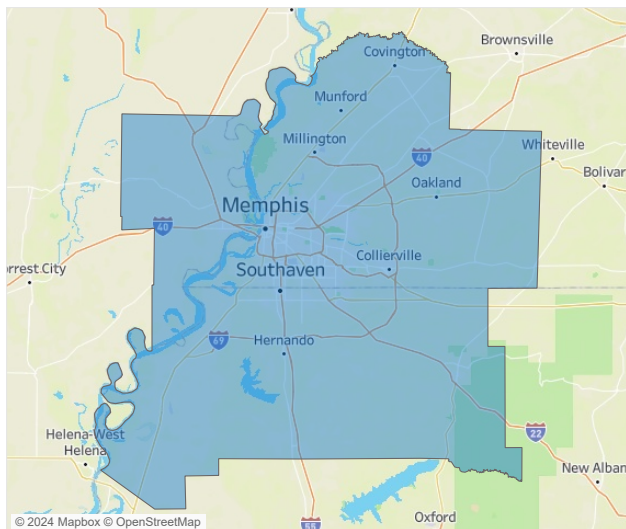 Covington
Brownsville
Munford
Millington
40
Whiteville
Oakland
Bolivar
Memphis
40
Collierville
orrest City
Southaven
69
Hernando
Helena-West
Helena
22
New Alban
Oxford
55
© 2024 Mapbox © OpenStreetMap